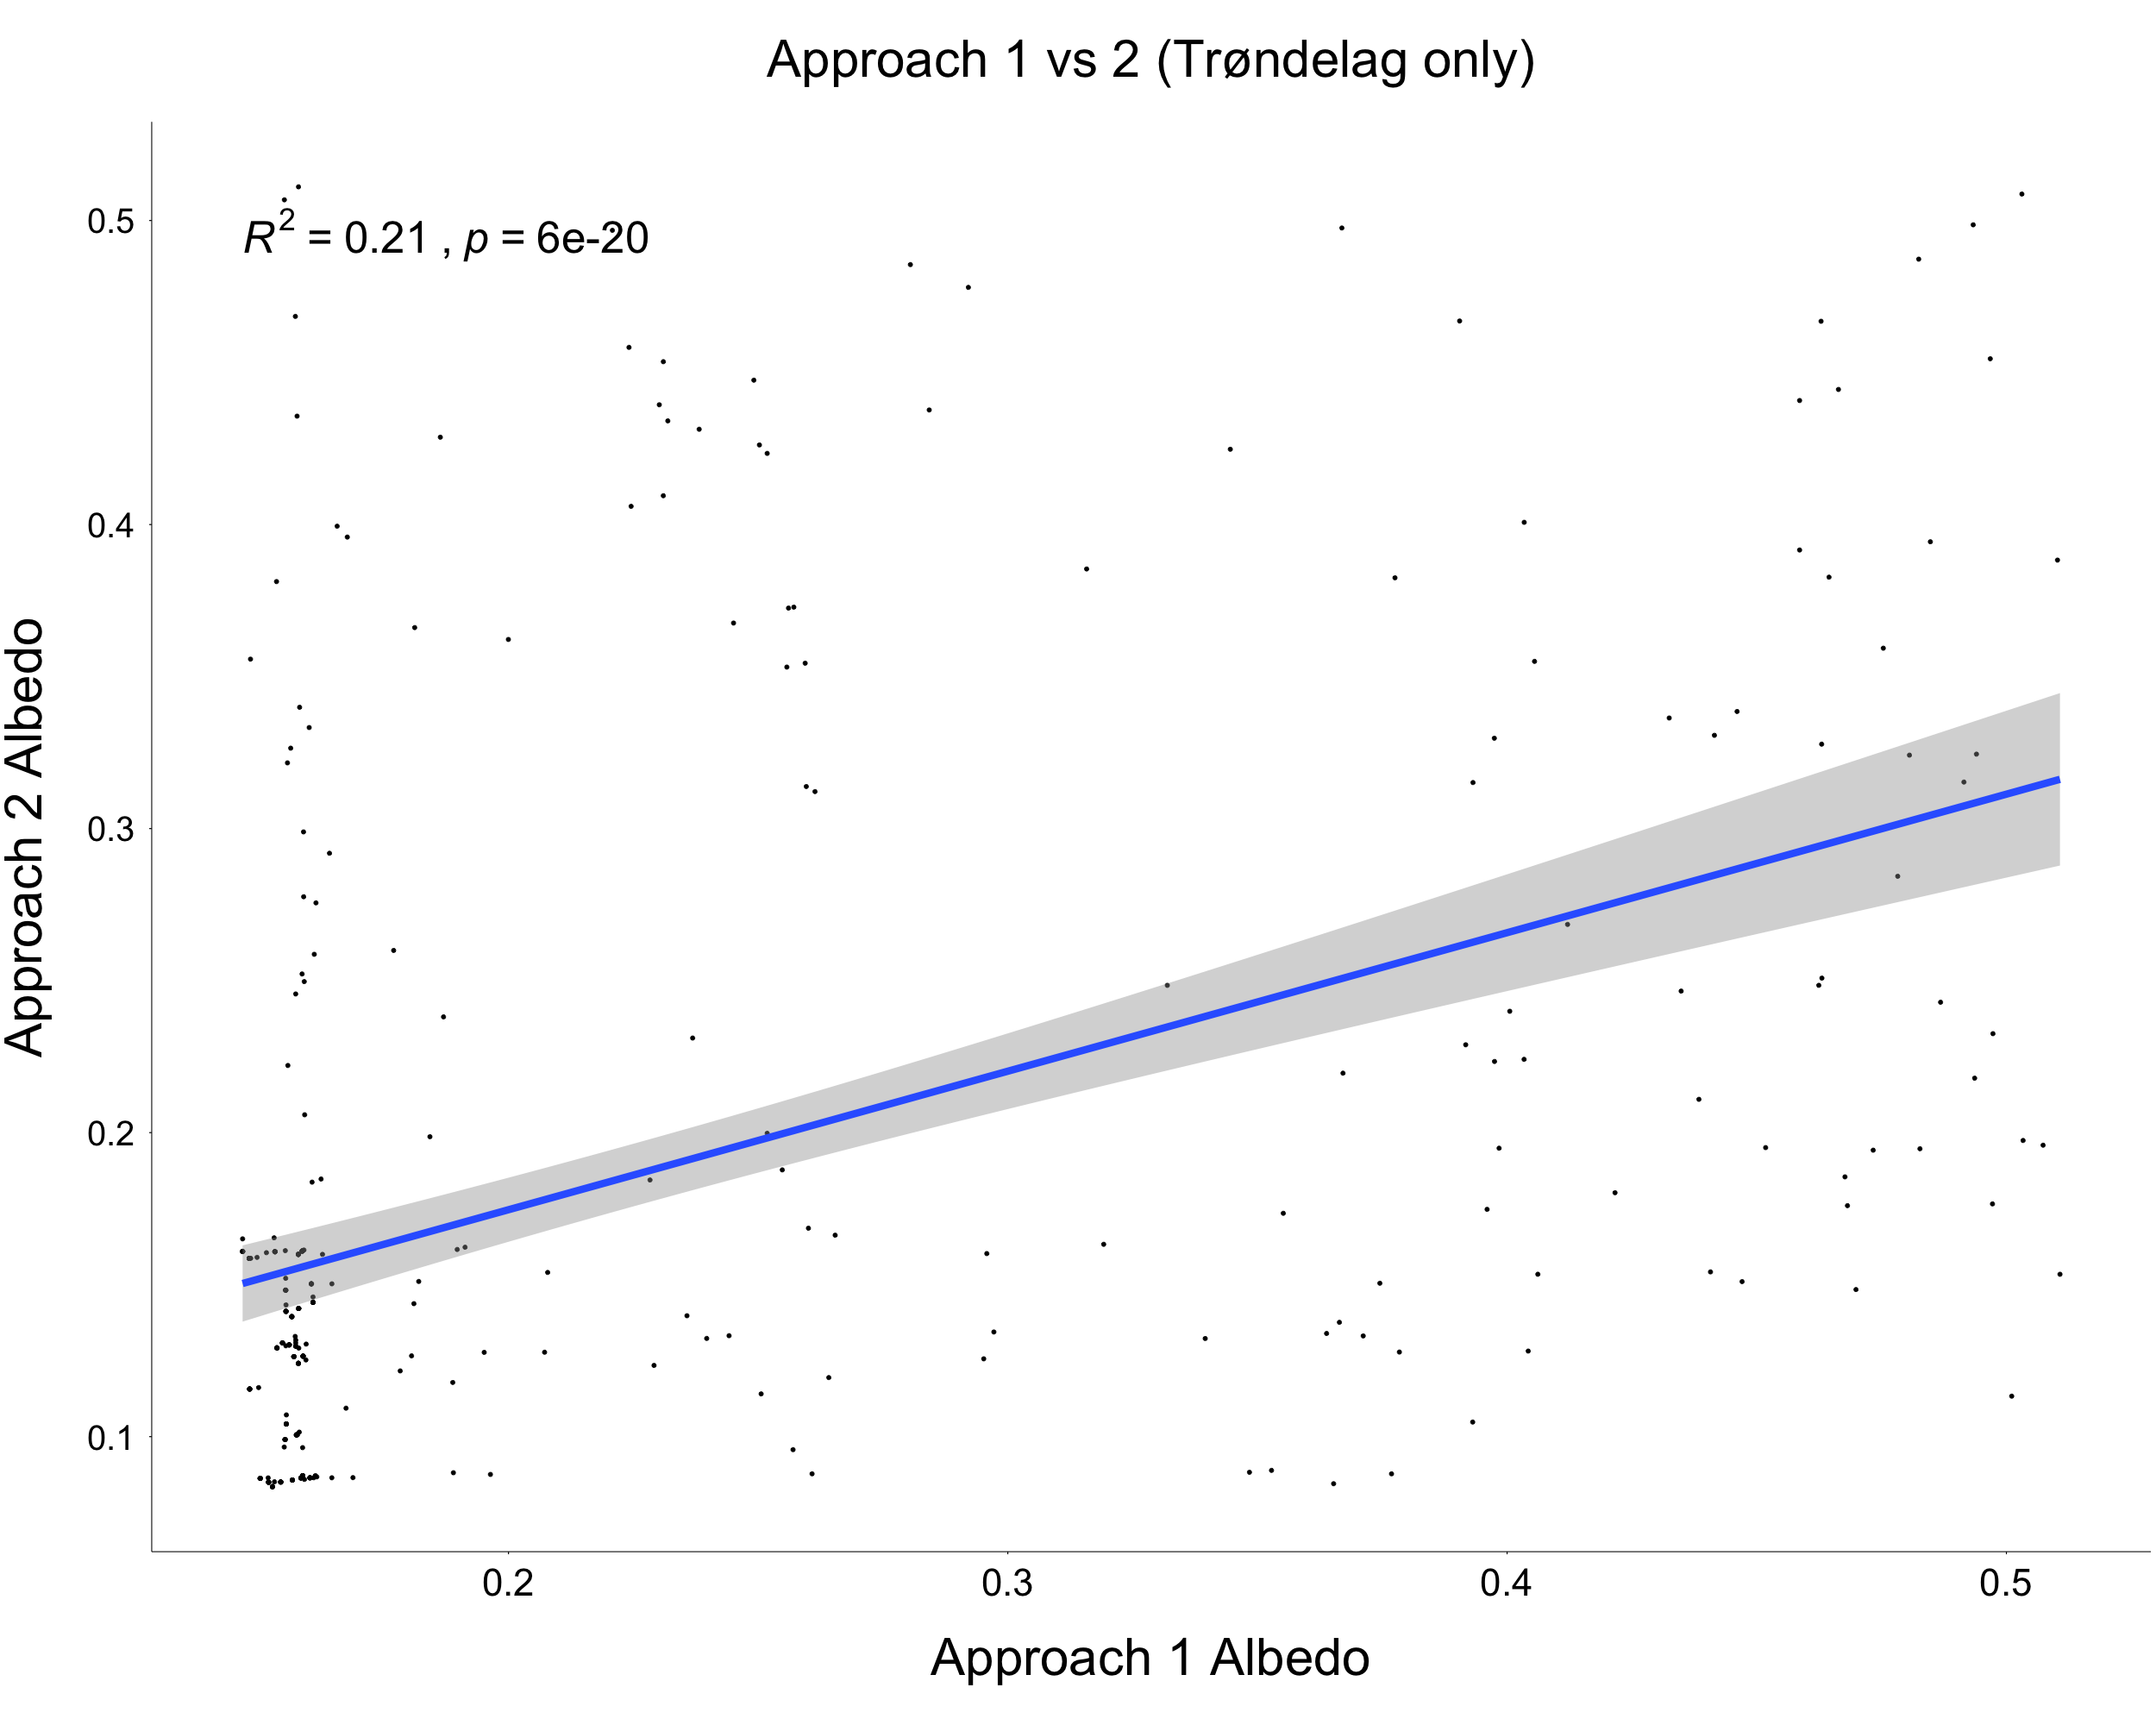 Approach 1 vs 2 (Trøndelag only)
R² = 0.21 , p = 6e-20
0.5
0.4
0.3
0.2
0.1
Approach 2 Albedo
0.2
0.3
0.4
0.5
Approach 1 Albedo